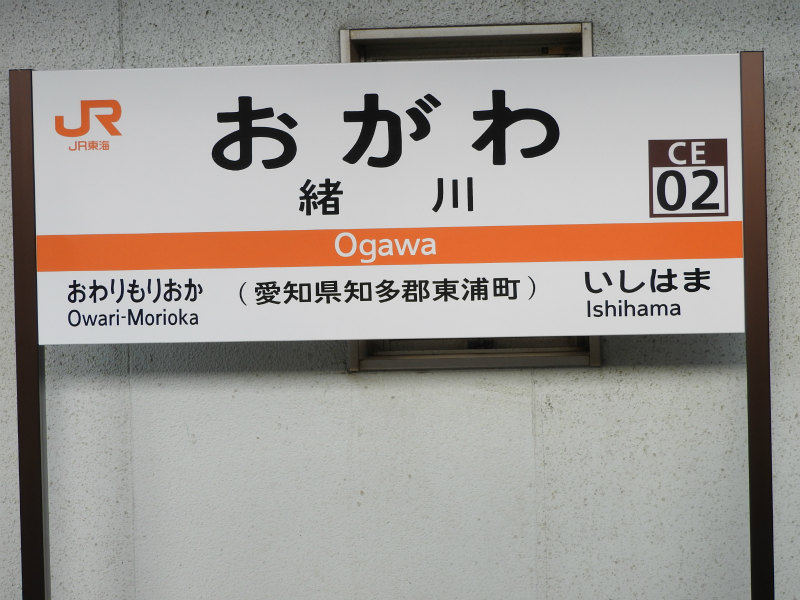 JR
JR東海
おがわ
緒川
CE
02
Ogawa
おわりもりおか
Owari-Morioka
（愛知県知多郡東浦町）
いしはま
Ishihama